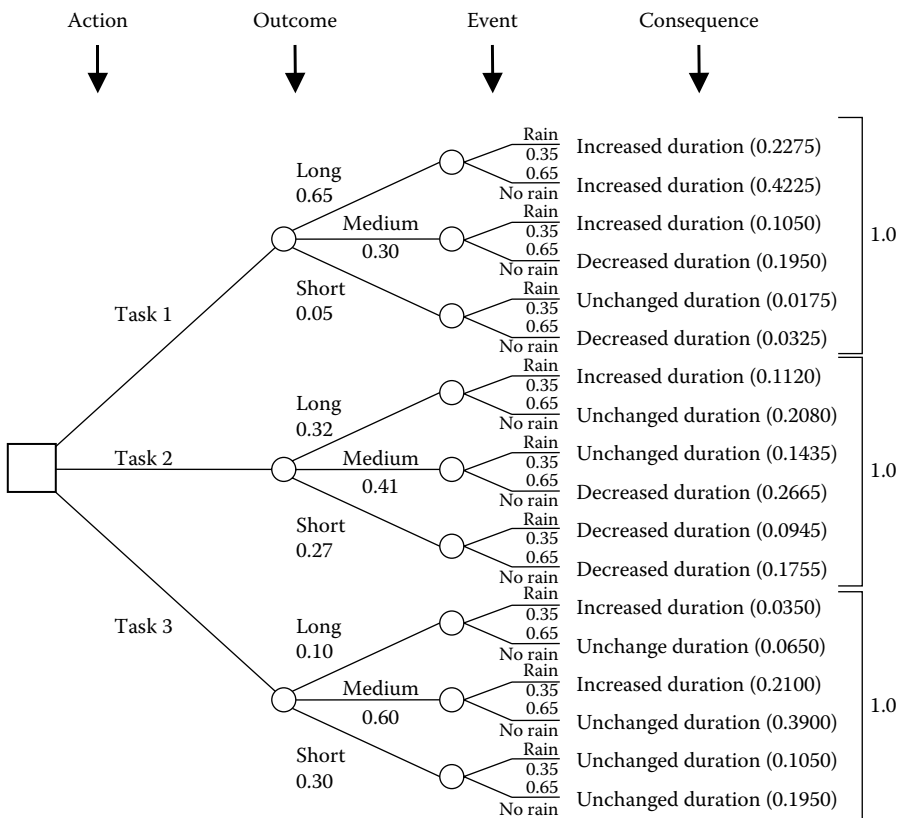 Action Outcome Event Consequence
Rain
Long 0.35 Increased duration (0.2275)
0.65 0.65
No rain Increased duration (0.4225)
Rain
Medium 0.35 Increased duration (0.1050)
0.30 0.65
No rain Decreased duration (0.1950)
1.0
Rain
Short 0.35 Unchanged duration (0.0175)
0.05 0.65
No rain Decreased duration (0.0325)
Task 1
Rain
Long 0.35 Increased duration (0.1120)
0.32 0.65
No rain Unchanged duration (0.2080)
Task 2
Rain
Medium 0.35 Unchanged duration (0.1435)
0.41 0.65
No rain Decreased duration (0.2665)
1.0
Rain
Short 0.35 Decreased duration (0.0945)
0.27 0.65
No rain Decreased duration (0.1755)
Task 3
Rain
Long 0.35 Increased duration (0.0350)
0.10 0.65
No rain Unchange duration (0.0650)
Rain
Medium 0.35 Increased duration (0.2100)
0.60 0.65
No rain Unchanged duration (0.3900)
1.0
Rain
Short 0.35 Unchanged duration (0.1050)
0.30 0.65
No rain Unchanged duration (0.1950)